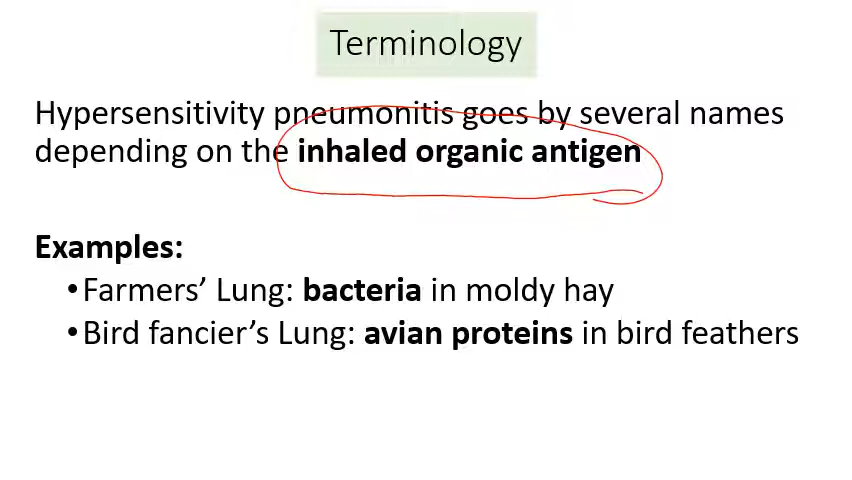 Terminology
Hypersensitivity pneumonitis goes by several names
depending on the inhaled organic antigen
Examples:
•Farmers’ Lung: bacteria in moldy hay
•Bird fancier’s Lung: avian proteins in bird feathers